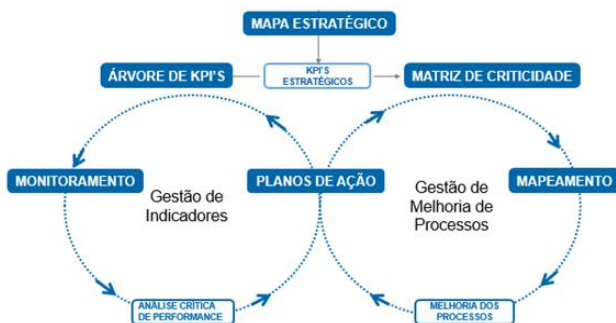 MAPA ESTRATÉGICO
ÁRVORE DE KPI'S
KPI'S
ESTRATÉGICOS
MATRIZ DE CRITICIDADE
MONITORAMENTO
Gestão de
Indicadores
PLANOS DE AÇÃO
Gestão de
Melhoria de
Processos
MAPEAMENTO
ANÁLISE CRÍTICA
DE PERFORMANCE
MELHORIA DOS
PROCESSOS